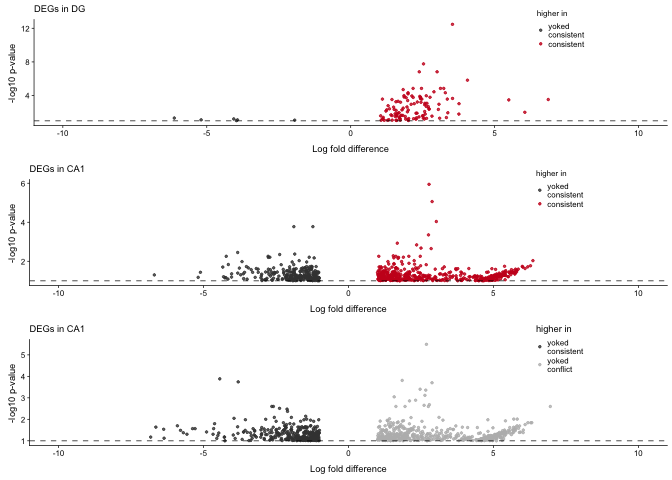 DEGs in DG
higher in
yoked
consistent
consistent
12
8
4
-log10 p-value
-10 -5 0 5 10
Log fold difference
DEGs in CA1
higher in
yoked
consistent
consistent
6
4
2
-log10 p-value
-10 -5 0 5 10
Log fold difference
DEGs in CA1
higher in
yoked
consistent
yoked
conflict
5
4
3
2
1
-log10 p-value
-10 -5 0 5 10
Log fold difference